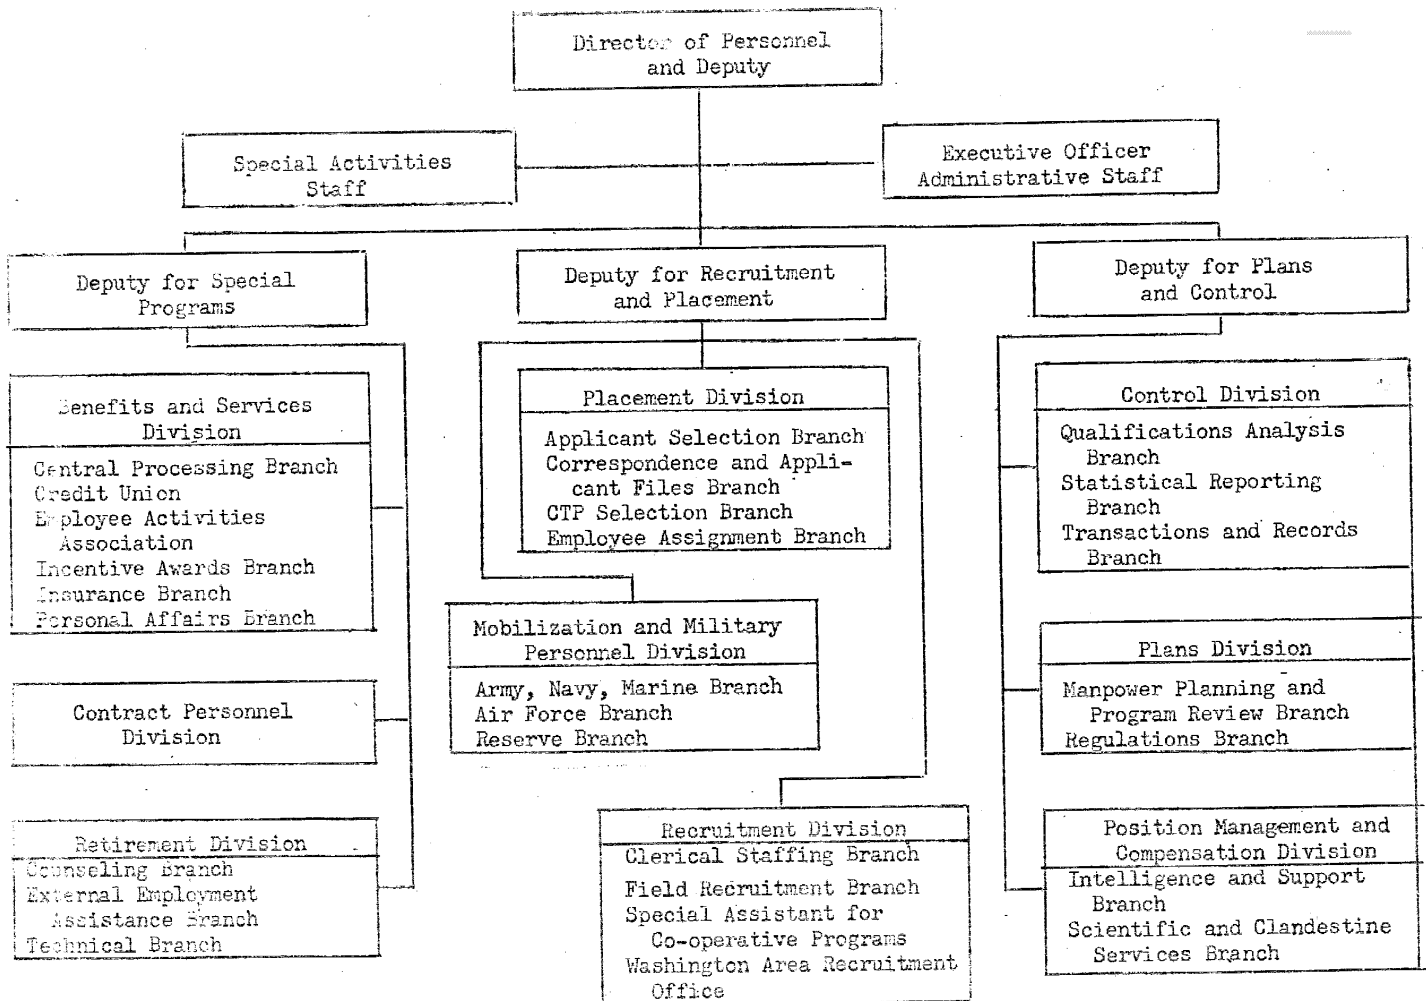 Director of Personnel
and Deputy
Special Activities
Staff
Executive Officer
Administrative Staff
Deputy for Special
Programs
Deputy for Recruitment
and Placement
Deputy for Plans
and Control
Benefits and Services
Division
Central Processing Branch
Credit Union
Employee Activities
Association
Incentive Awards Branch
Insurance Branch
Personal Affairs Branch
Contract Personnel
Division
Retirement Division
Counseling Branch
External Employment
Assistance Branch
Technical Branch
Placement Division
Applicant Selection Branch
Correspondence and Appli-
cant Files Branch
CTP Selection Branch
Employee Assignment Branch
Mobilization and Military
Personnel Division
Army, Navy, Marine Branch
Air Force Branch
Reserve Branch
Recruitment Division
Clerical Staffing Branch
Field Recruitment Branch
Special Assistant for
Co-operative Programs
Washington Area Recruitment
Office
Control Division
Qualifications Analysis
Branch
Statistical Reporting
Branch
Transactions and Records
Branch
Plans Division
Manpower Planning and
Program Review Branch
Regulations Branch
Position Management and
Compensation Division
Intelligence and Support
Branch
Scientific and Clandestine
Services Branch